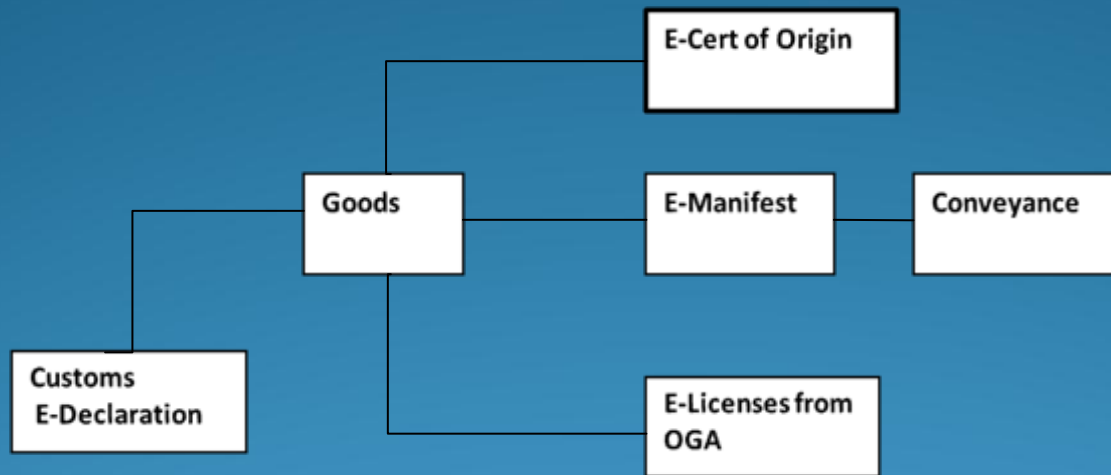 E-Cert of Origin
Goods
E-Manifest
Conveyance
Customs
E-Declaration
E-Licenses from
OGA